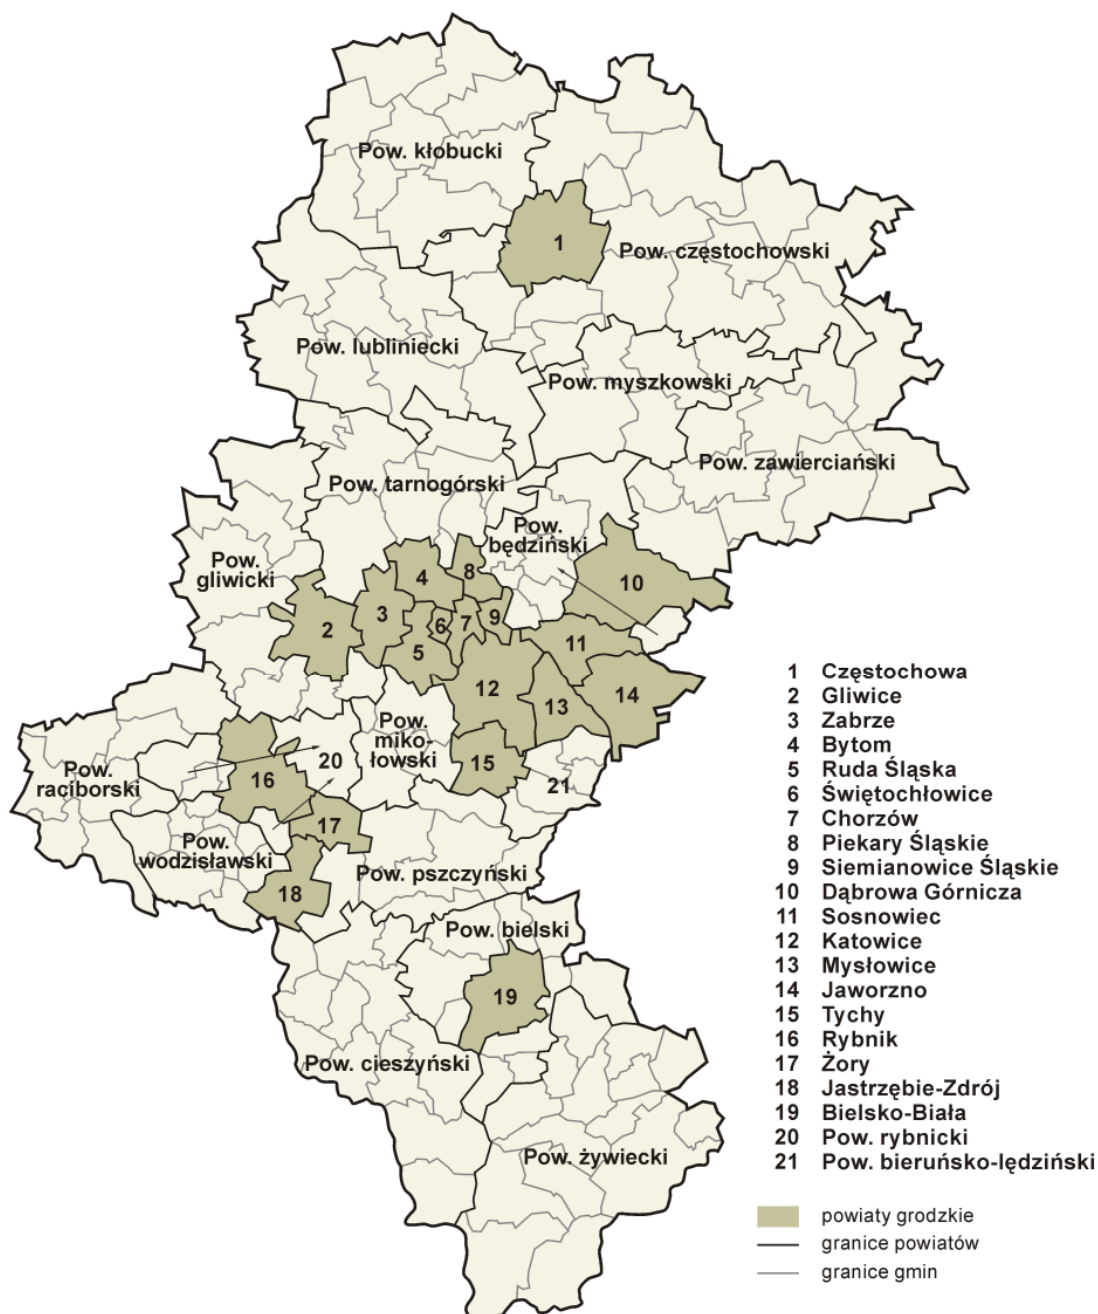 Pow. kłobucki
1
Pow. częstochowski
Pow. lubliniecki
Pow. myszkowski
Pow. zawierciański
Pow. tarnogórski
Pow.
będziński
Pow.
gliwicki
8
4
10
3
6
7
9
2
11
5
12
14
13
Pow.
miko-
łowski
20
15
Pow.
raciborski
16
21
17
Pow.
wodzisławski
Pow. pszczyński
18
Pow. bielski
19
Pow. cieszyński
Pow. żywiecki
1 Częstochowa
2 Gliwice
3 Zabrze
4 Bytom
5 Ruda Śląska
6 Świętochłowice
7 Chorzów
8 Piekary Śląskie
9 Siemianowice Śląskie
10 Dąbrowa Górnicza
11 Sosnowiec
12 Katowice
13 Mysłowice
14 Jaworzno
15 Tychy
16 Rybnik
17 Żory
18 Jastrzębie-Zdrój
19 Bielsko-Biała
20 Pow. rybnicki
21 Pow. bieruńsko-lędziński
powiaty grodzkie
granice powiatów
granice gmin